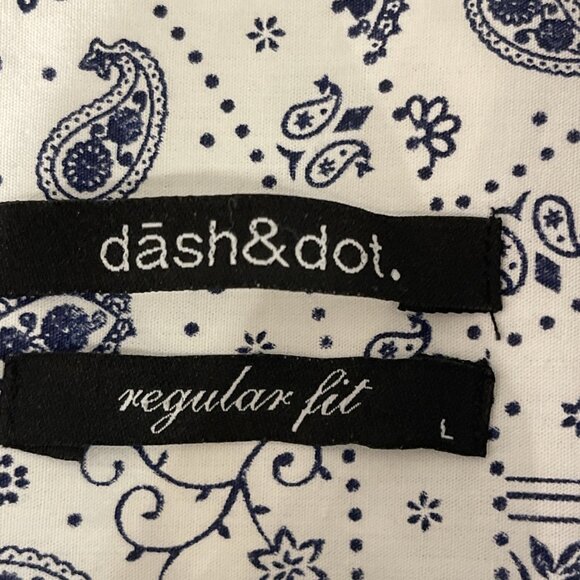 dāsh&dot.
regular fit
L